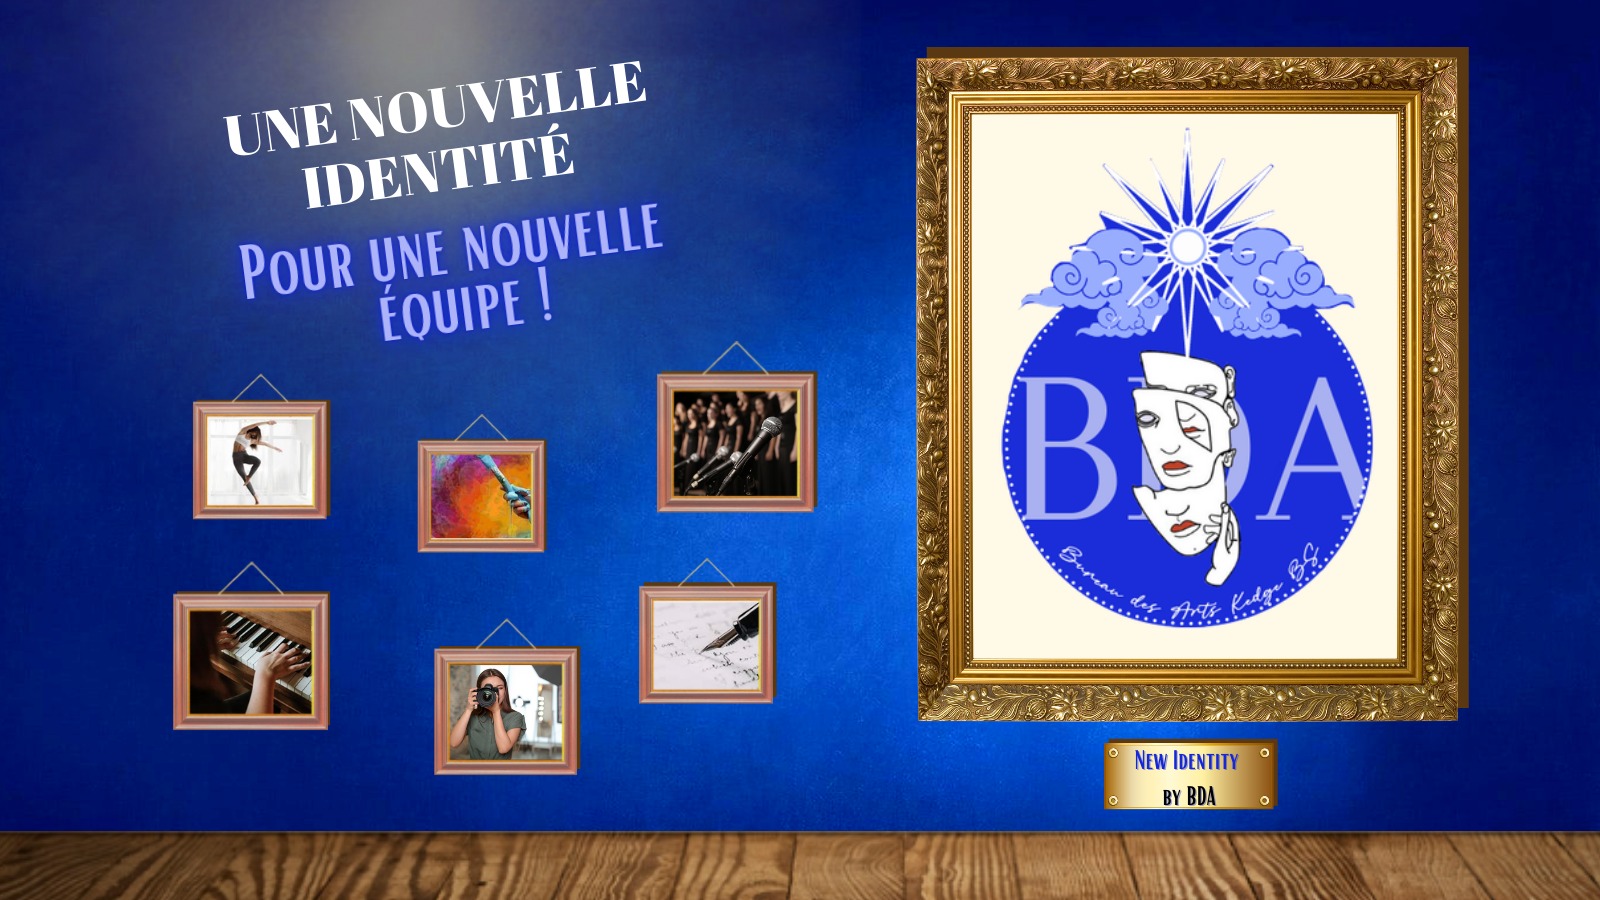 UNE NOUVELLE
IDENTITÉ
POUR UNE NOUVELLE
ÉQUIPE !
BDA
Bureau des Arts Kedge BS
NEW IDENTITY
BY BDA